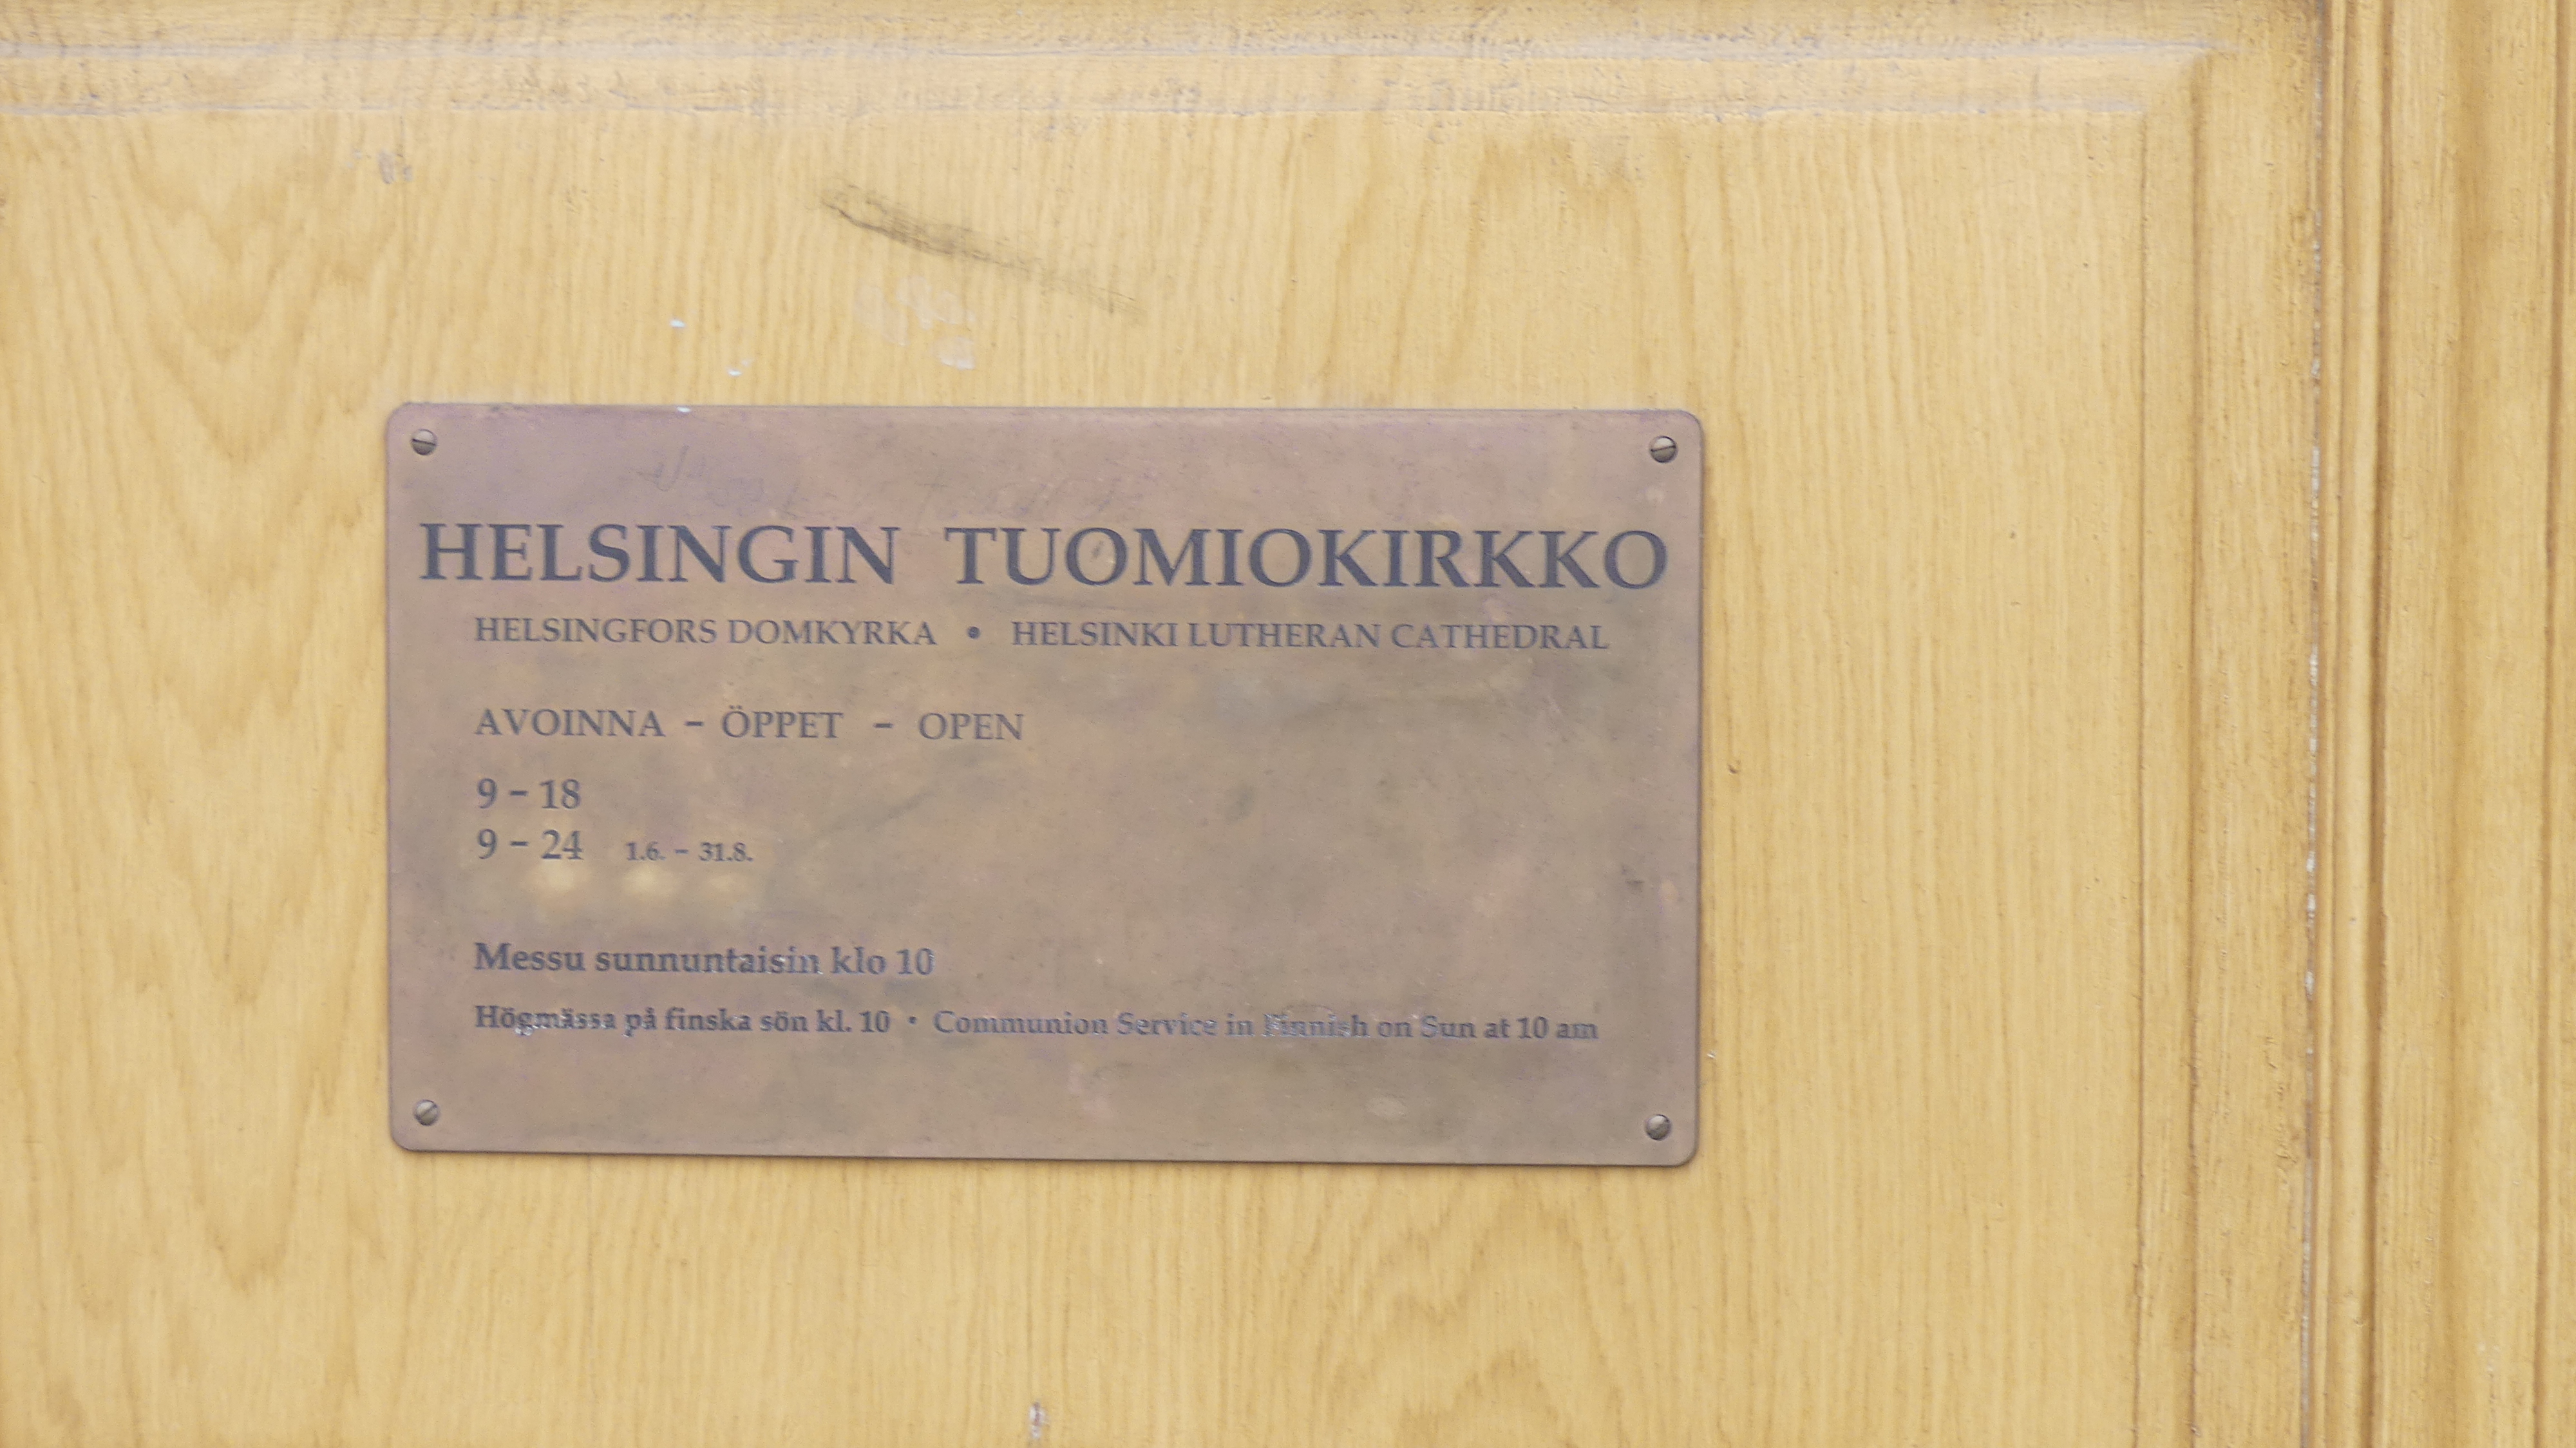 HELSINGIN TUOMIOKIRKKO
HELSINGFORS DOMKYRKA • HELSINKI LUTHERAN CATHEDRAL
AVOINNA – ÖPPET – OPEN
9 – 18
9 – 24 1.6. – 31.8.
Messu sunnuntaisin klo 10
Högmässa på finska sön kl. 10 • Communion Service in Finnish on Sun at 10 am